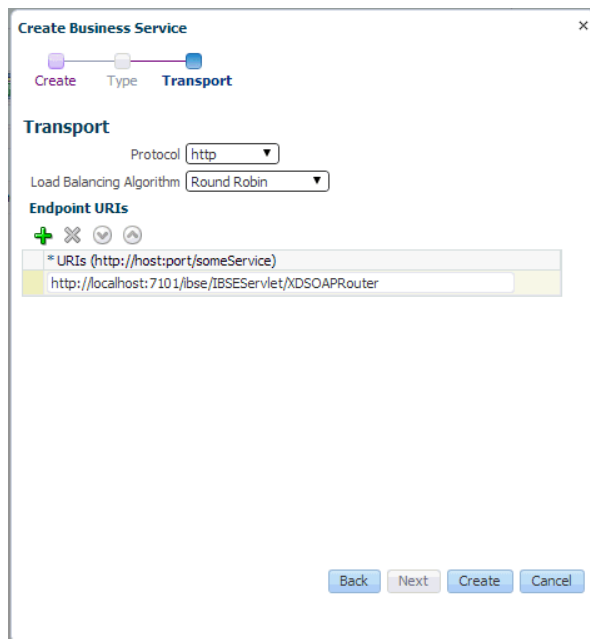 Create Business Service
Create Type Transport
Transport
Protocol http
Load Balancing Algorithm Round Robin
Endpoint URIs
* URIs (http://host:port/someService)
http://localhost:7101/ibse/IBSEServlet/XDSOAPRouter
Back Next Create Cancel